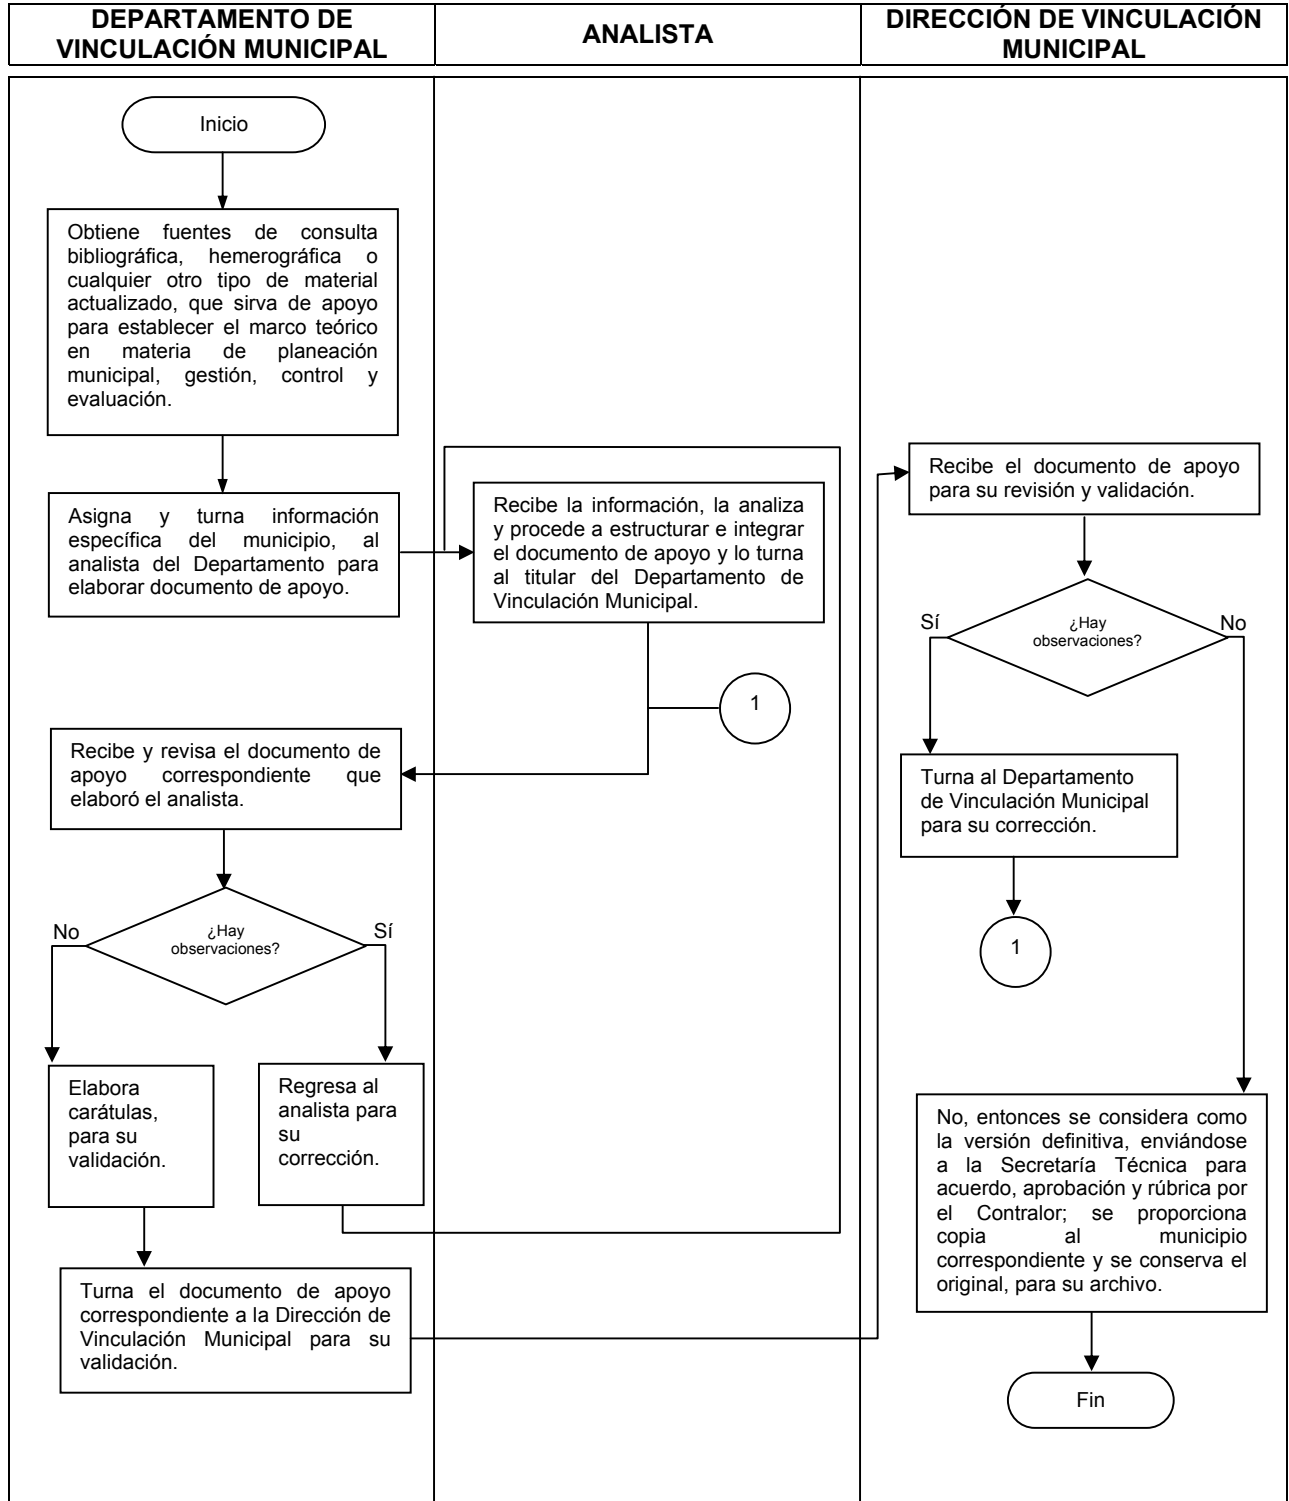 DEPARTAMENTO DE
VINCULACIÓN MUNICIPAL
ANALISTA
DIRECCIÓN DE VINCULACIÓN
MUNICIPAL
Inicio
Obtiene fuentes de consulta
bibliográfica, hemerográfica o
cualquier otro tipo de material
actualizado, que sirva de apoyo
para establecer el marco teórico
en materia de planeación
municipal, gestión, control y
evaluación.
Asigna y turna información
específica del municipio, al
analista del Departamento para
elaborar documento de apoyo.
Recibe la información, la analiza
y procede a estructurar e integrar
el documento de apoyo y lo turna
al titular del Departamento de
Vinculación Municipal.
1
Recibe y revisa el documento de
apoyo correspondiente que
elaboró el analista.
¿Hay
observaciones?
No
Sí
Elabora
carátulas,
para su
validación.
Regresa al
analista para
su
corrección.
Turna el documento de apoyo
correspondiente a la Dirección de
Vinculación Municipal para su
validación.
Recibe el documento de apoyo
para su revisión y validación.
¿Hay
observaciones?
Sí
No
Turna al Departamento
de Vinculación Municipal
para su corrección.
1
No, entonces se considera como
la versión definitiva, enviándose
a la Secretaría Técnica para
acuerdo, aprobación y rúbrica por
el Contralor; se proporciona
copia al municipio
correspondiente y se conserva el
original, para su archivo.
Fin